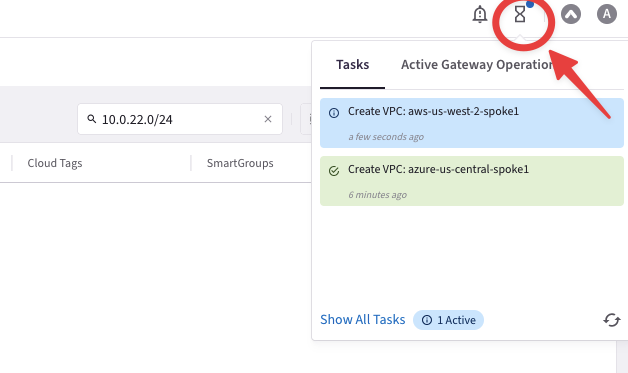 A
Tasks
Active Gateway Operation
10.0.22.0/24
Create VPC: aws-us-west-2-spoke1
a few seconds ago
Cloud Tags
SmartGroups
Create VPC: azure-us-central-spoke1
6 minutes ago
Show All Tasks
1 Active